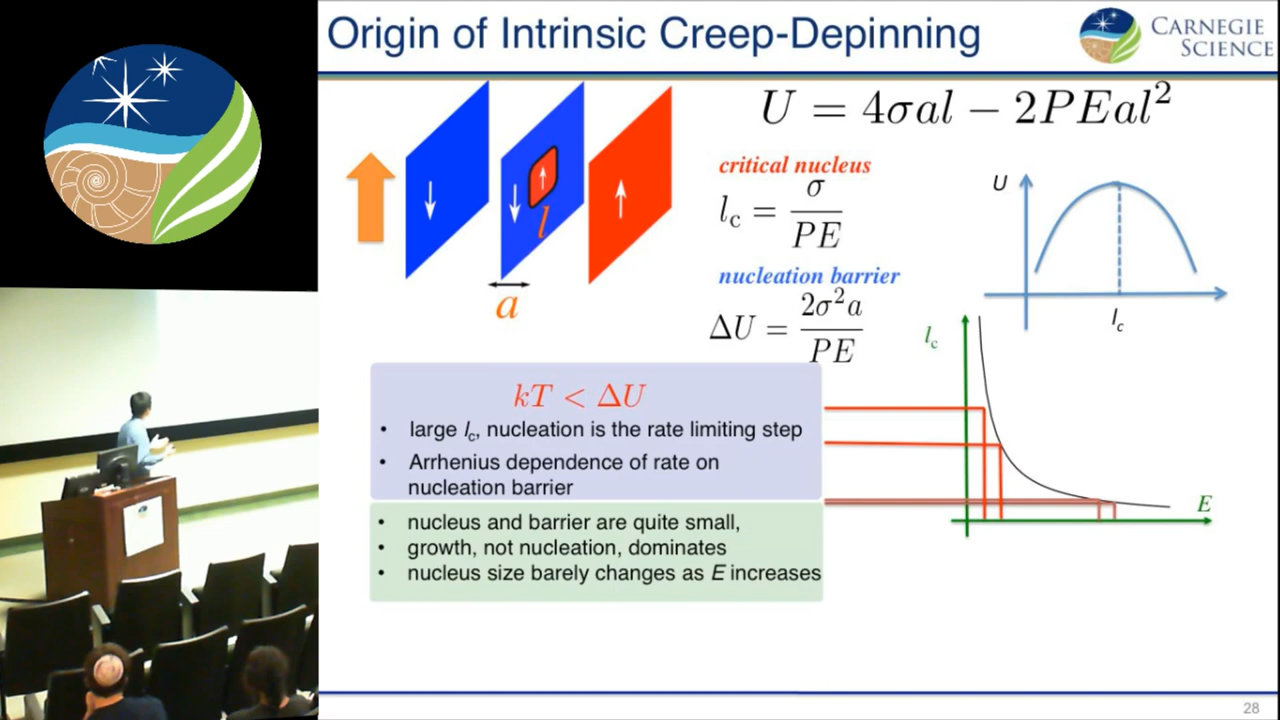 Origin of Intrinsic Creep-Depinning
CARNEGIE
SCIENCE
U = 4σal − 2PEal²
critical nucleus
l_c = σ/PE
nucleation barrier
ΔU = 2σ²a/PE
l
a
U
l_c
l_c
E
kT < ΔU
• large l_c, nucleation is the rate limiting step
• Arrhenius dependence of rate on
nucleation barrier
• nucleus and barrier are quite small,
• growth, not nucleation, dominates
• nucleus size barely changes as E increases
28